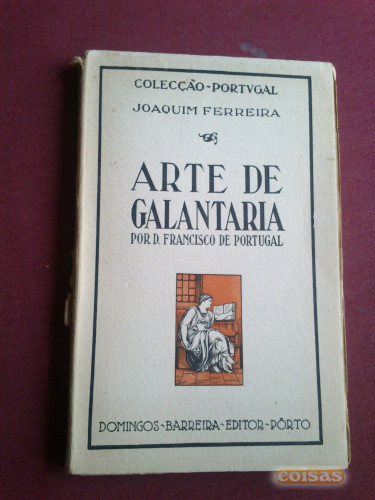 COLECÇÃO-PORTVGAL
JOAQUIM FERREIRA
ARTE DE
GALANTARIA
POR D. FRANCISCO DE PORTUGAL
DOMINGOS-BARREIRA-EDITOR-PÔRTO
coisas